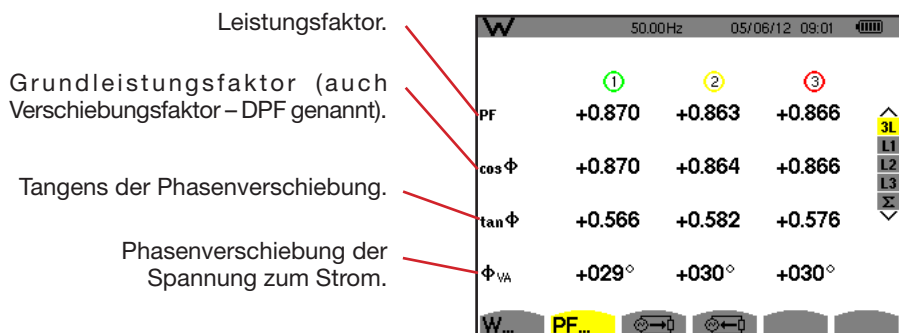 Leistungsfaktor.
Grundleistungsfaktor (auch
Verschiebungsfaktor – DPF genannt).
Tangens der Phasenverschiebung.
Phasenverschiebung der
Spannung zum Strom.
W 50.00Hz 05/06/12 09:01
1 2 3
PF +0.870 +0.863 +0.866
cos Φ +0.870 +0.864 +0.866
tan Φ +0.566 +0.582 +0.576
Φ VA +029° +030° +030°
3L
L1
L2
L3
Σ
W... PF...